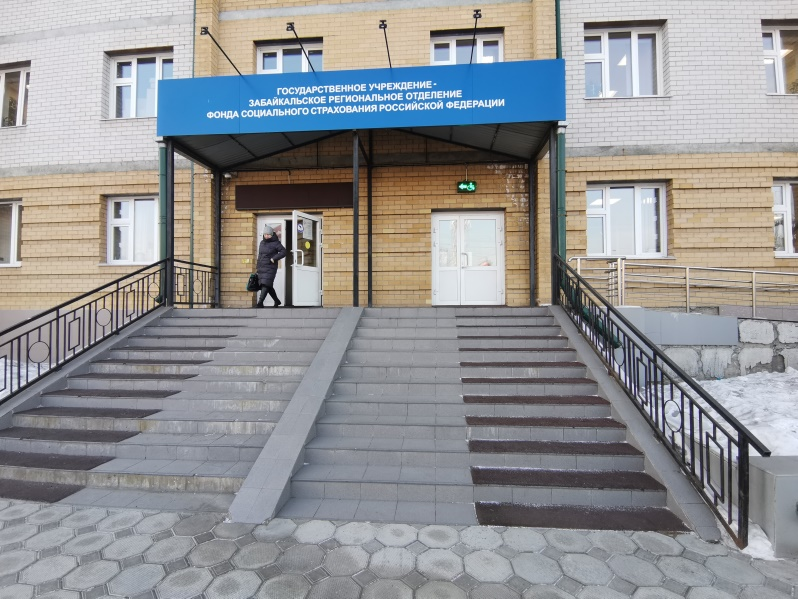 ГОСУДАРСТВЕННОЕ УЧРЕЖДЕНИЕ-
ЗАБАЙКАЛЬСКОЕ РЕГИОНАЛЬНОЕ ОТДЕЛЕНИЕ
ФОНДА СОЦИАЛЬНОГО СТРАХОВАНИЯ РОССИЙСКОЙ ФЕДЕРАЦИИ